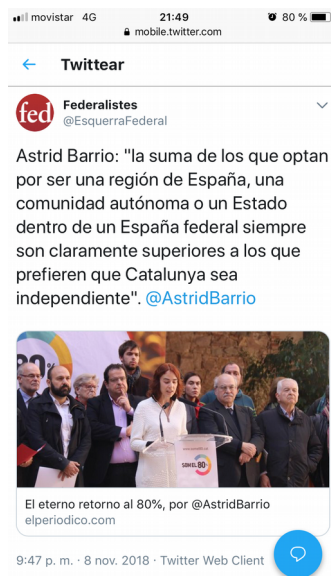 movistar 4G 21:49 80 %
mobile.twitter.com
Twittear
fed
Federalistes
@EsquerraFederal
Astrid Barrio: "la suma de los que optan
por ser una región de España, una
comunidad autónoma o un Estado
dentro de un España federal siempre
son claramente superiores a los que
prefieren que Catalunya sea
independiente". @AstridBarrio
80%
SOM EL 80%
El eterno retorno al 80%, por @AstridBarrio
elperiodico.com
9:47 p. m. · 8 nov. 2018 · Twitter Web Client